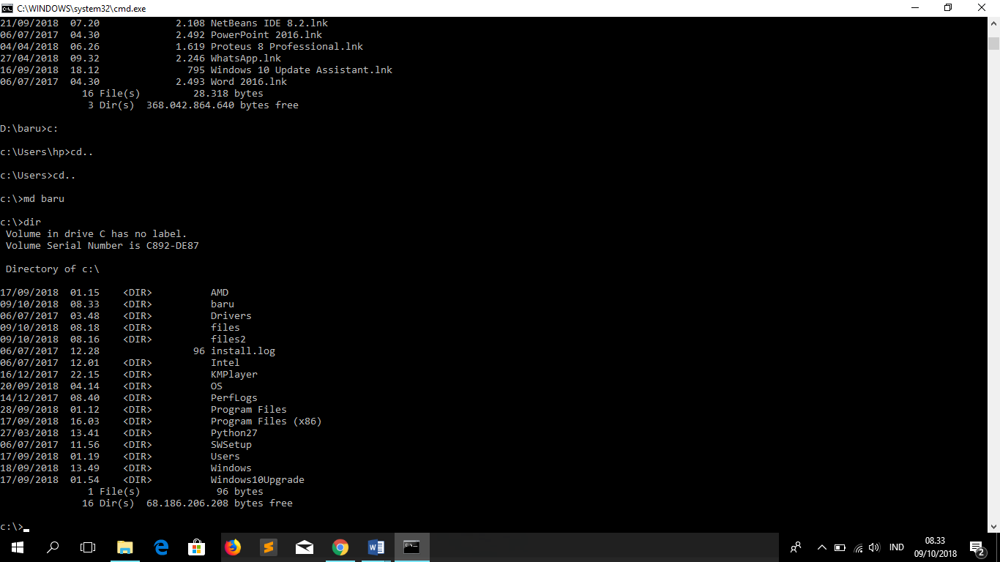 C:\WINDOWS\system32\cmd.exe
21/09/2018  07.20             2.108 NetBeans IDE 8.2.lnk
06/07/2017  04.30             2.492 PowerPoint 2016.lnk
04/04/2018  06.26             1.619 Proteus 8 Professional.lnk
27/04/2018  09.32             2.246 WhatsApp.lnk
16/09/2018  18.12               795 Windows 10 Update Assistant.lnk
06/07/2017  04.30             2.493 Word 2016.lnk
              16 File(s)         28.318 bytes
               3 Dir(s)  368.042.864.640 bytes free
D:\baru>c:
c:\Users\hp>cd..
c:\Users>cd..
c:\>md baru
c:\>dir
 Volume in drive C has no label.
 Volume Serial Number is C892-DE87
 Directory of c:\
17/09/2018  01.15    <DIR>          AMD
09/10/2018  08.33    <DIR>          baru
06/07/2017  03.48    <DIR>          Drivers
09/10/2018  08.18    <DIR>          files
09/10/2018  08.16    <DIR>          files2
06/07/2017  12.28                96 install.log
06/07/2017  12.01    <DIR>          Intel
16/12/2017  22.15    <DIR>          KMPlayer
20/09/2018  04.14    <DIR>          OS
14/12/2017  08.40    <DIR>          PerfLogs
28/09/2018  01.12    <DIR>          Program Files
17/09/2018  16.03    <DIR>          Program Files (x86)
27/03/2018  13.41    <DIR>          Python27
06/07/2017  11.56    <DIR>          SWSetup
17/09/2018  01.19    <DIR>          Users
18/09/2018  13.49    <DIR>          Windows
17/09/2018  01.54    <DIR>          Windows10Upgrade
               1 File(s)             96 bytes
              16 Dir(s)  68.186.206.208 bytes free
c:\>
IND
08.33
09/10/2018
2